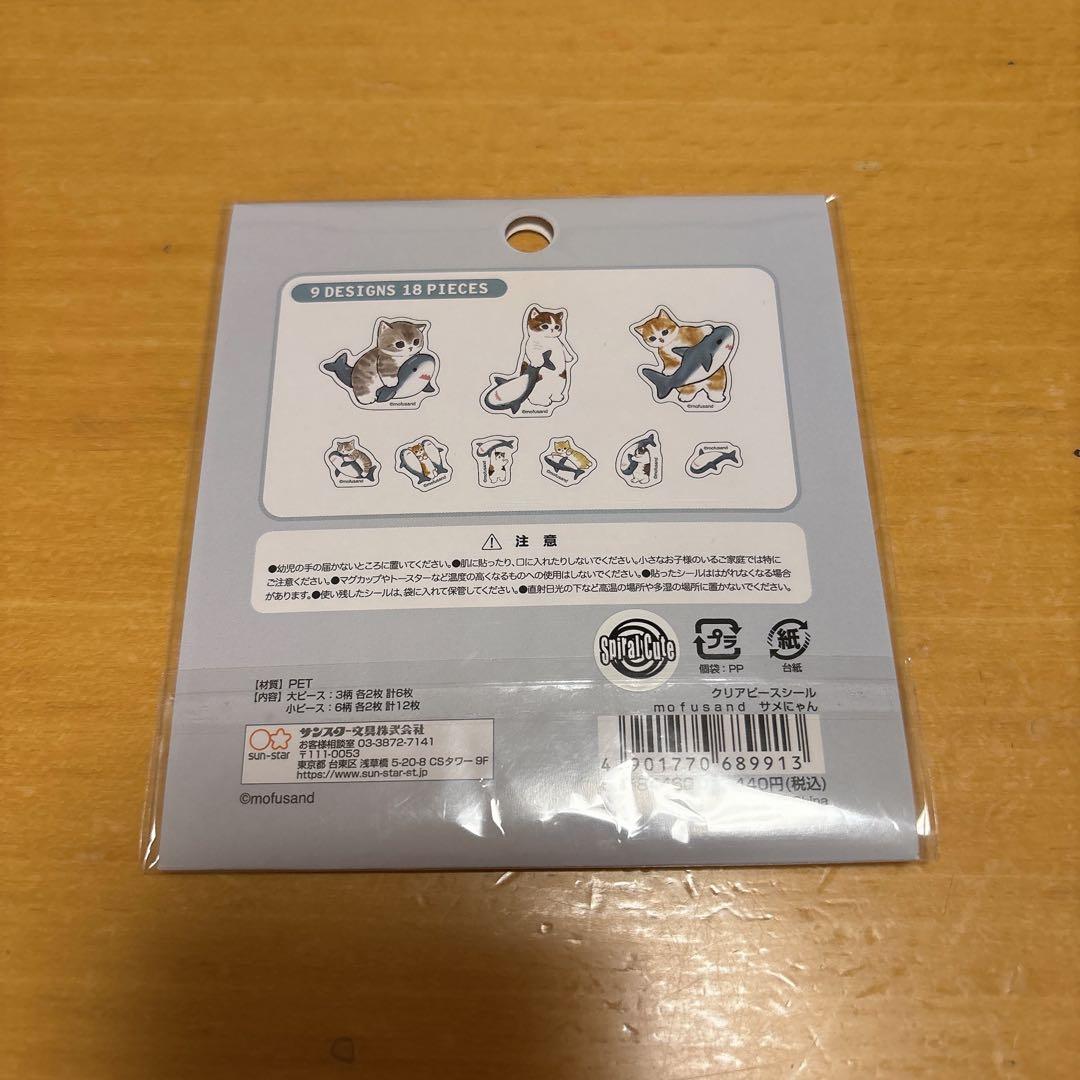 9 DESIGNS 18 PIECES
©mofusand
©mofusand
©mofusand
©mofusand
©mofusand
©mofusand
©mofusand
©mofusand
©mofusand
注意
●幼児の手の届かないところに置いてください。●肌に貼ったり、口に入れたりしないでください。小さなお子様のいるご家庭では特に
ご注意ください。●マグカップやトースターなど温度の高くなるものへの使用はしないでください。●貼ったシールははがれなくなる場合
があります。●使い残したシールは、袋に入れて保管してください。●直射日光の下など高温の場所や多湿の場所に置かないでください。
Spiral Cute
プラ
個袋：PP
紙
台紙
【材質】PET
【内容】大ピース：3柄 各2枚 計6枚
小ピース：6柄 各2枚 計12枚
クリアピースシール
mofusand サメにゃん
sun-star
サンスター文具株式会社
お客様相談室 03-3872-7141
〒111-0053
東京都 台東区 浅草橋 5-20-8 CSタワー 9F
https://www.sun-star-st.jp
4 901770 689913
440円(税込)
©mofusand